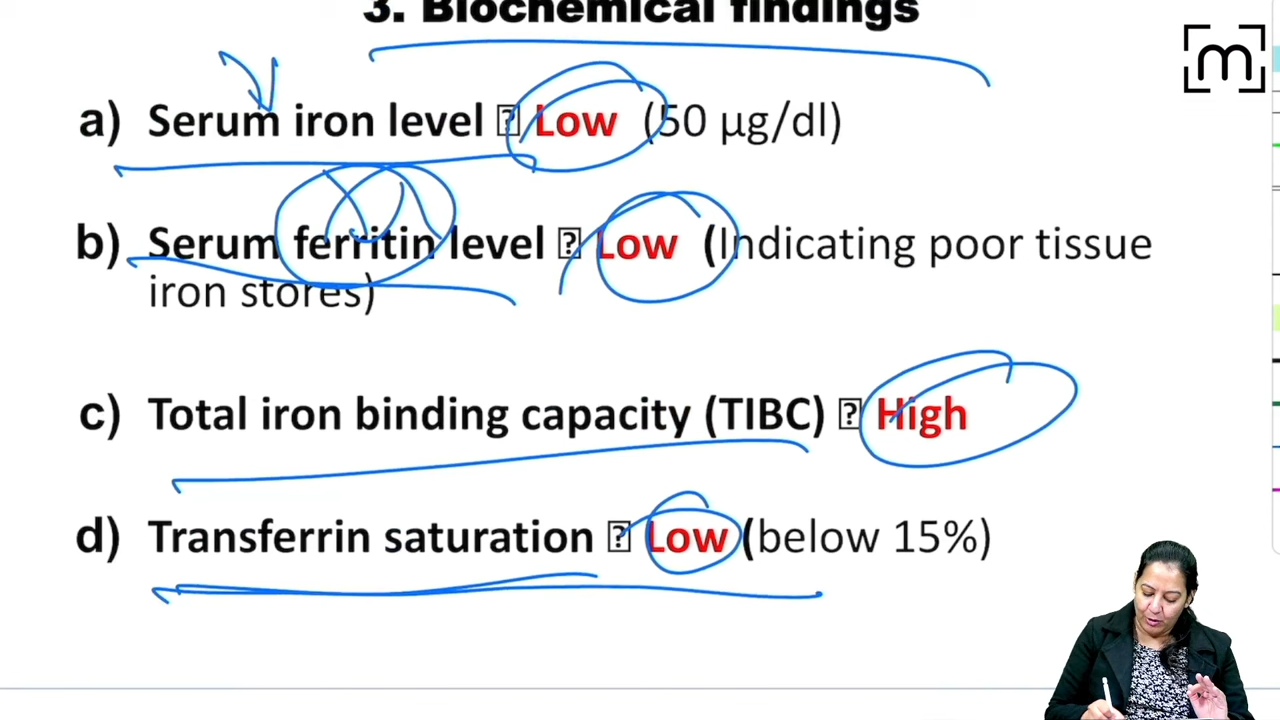 3. Biochemical findings
[m]
a) Serum iron level ⍰ Low (50 µg/dl)
b) Serum ferritin level ⍰ Low (Indicating poor tissue
iron stores)
c) Total iron binding capacity (TIBC) ⍰ High
d) Transferrin saturation ⍰ Low (below 15%)